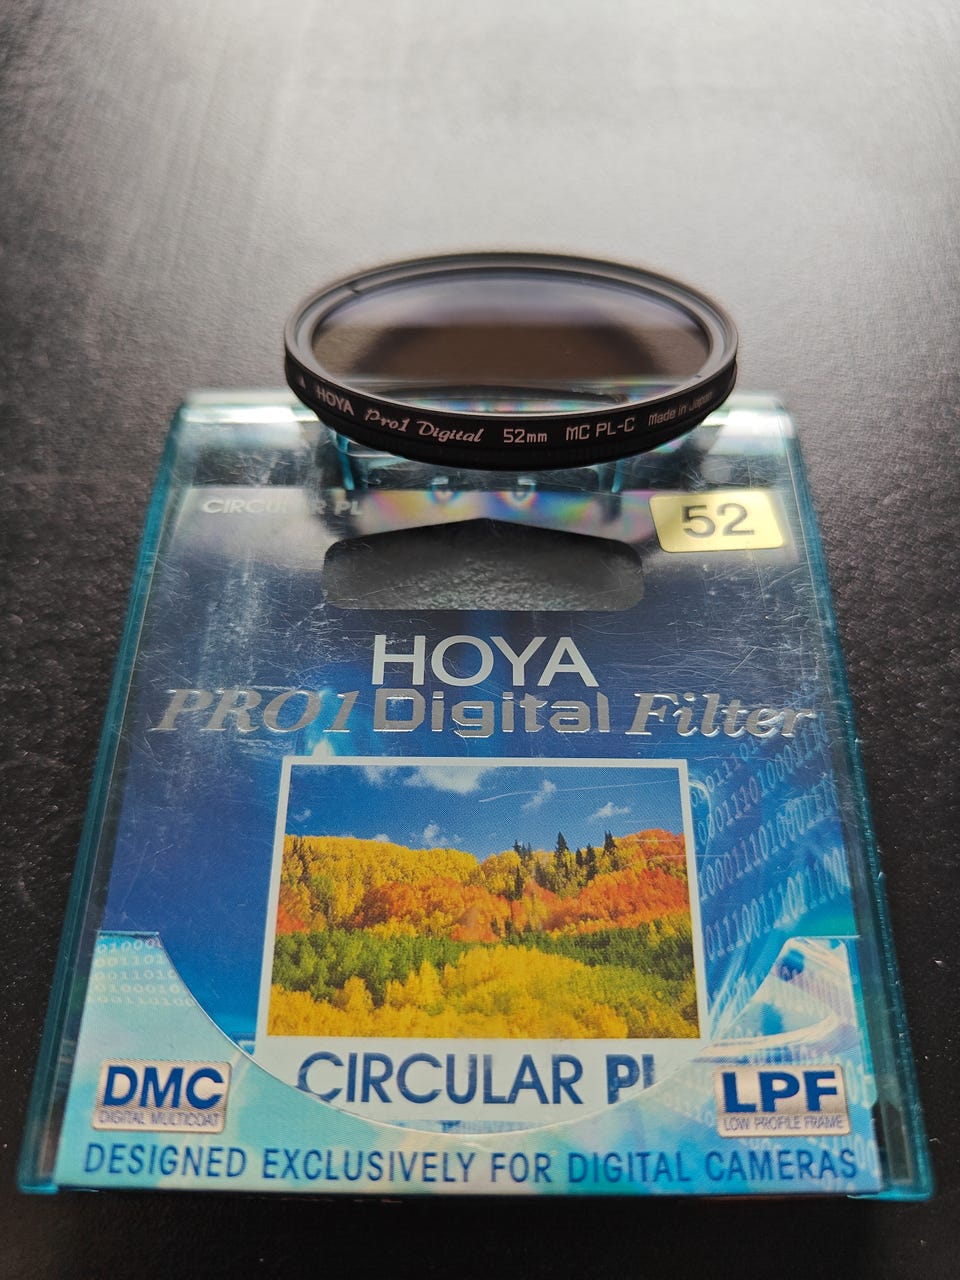 HOYA Pro1 Digital 52mm MC PL-C Made in Japan
CIRCULAR PL
52
HOYA
PRO1 Digital Filter
CIRCULAR PL
DMC
DIGITAL MULTICOAT
LPF
LOW PROFILE FRAME
DESIGNED EXCLUSIVELY FOR DIGITAL CAMERAS